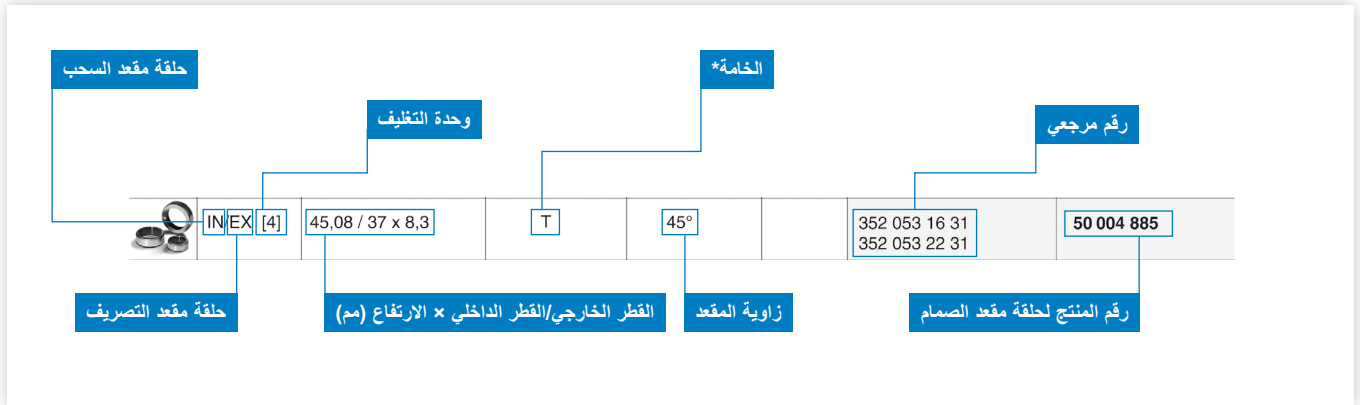 حلقة مقعد السحب
الخامة*
وحدة التغليف
رقم مرجعي
IN/EX [4]
45,08 / 37 x 8,3
T
45°
352 053 16 31
352 053 22 31
50 004 885
حلقة مقعد التصريف
القطر الخارجي/القطر الداخلي × الارتفاع (مم)
زاوية المقعد
رقم المنتج لحلقة مقعد الصمام